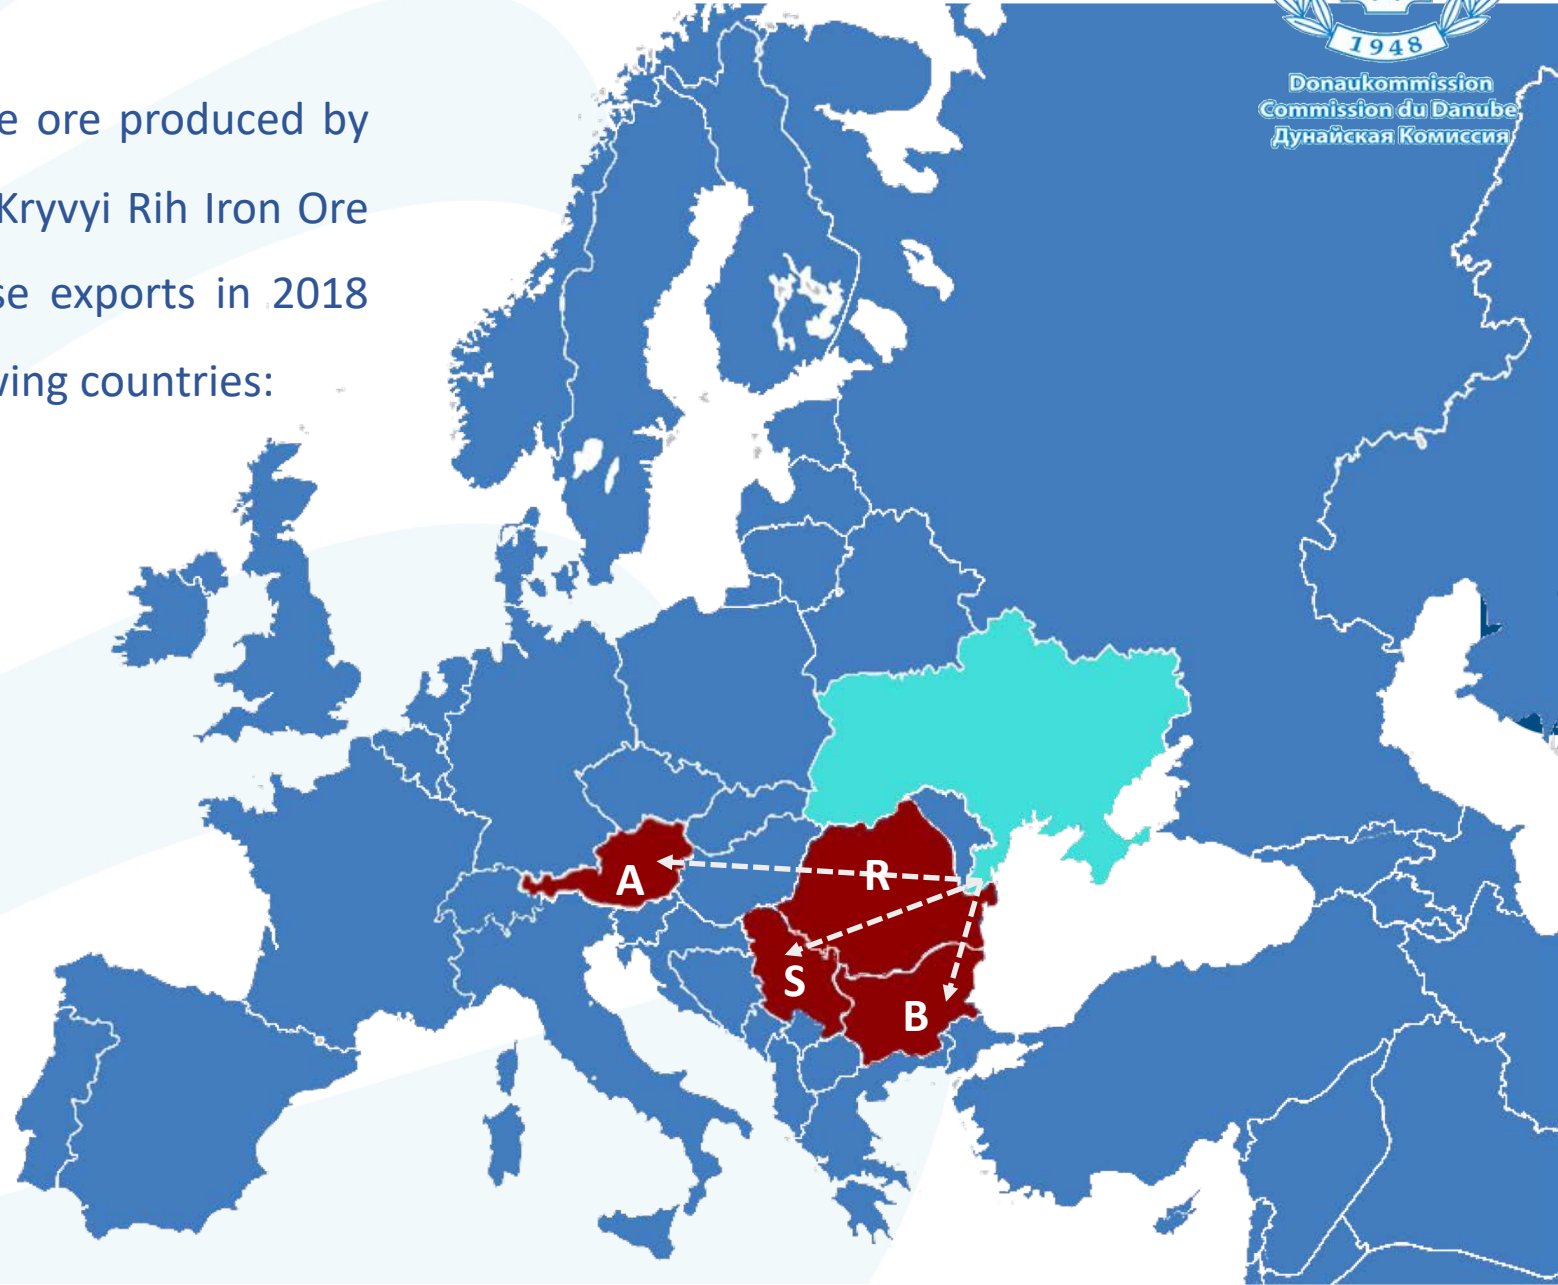 e ore produced by
Kryvyi Rih Iron Ore
se exports in 2018
ving countries:
1948
Donaukommission
Commission du Danube
Дунайская Комиссия
A
R
S
B